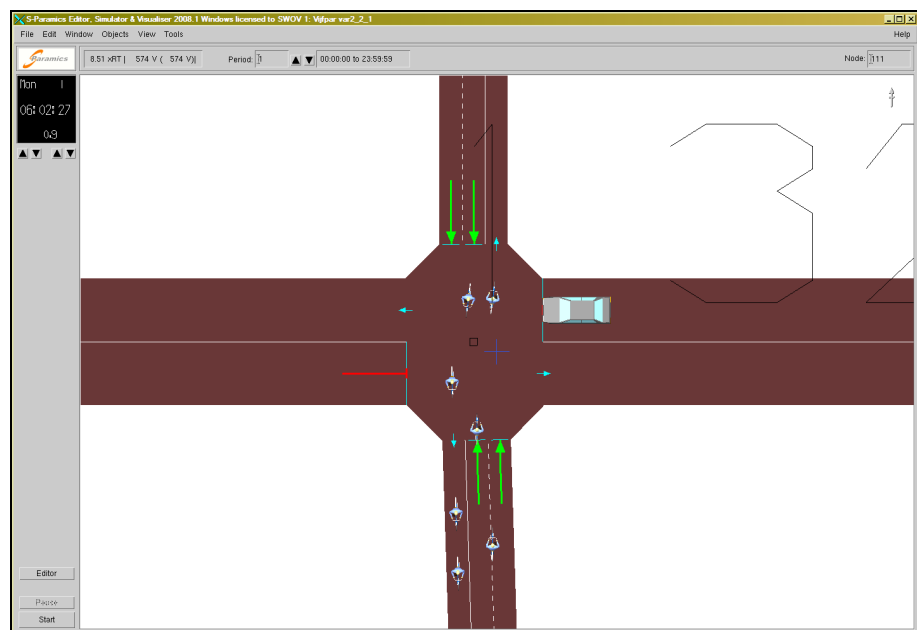 S-Paramics Editor, Simulator & Visualiser 2008.1 Windows licensed to SWOV 1: Vijfpar var2_2_1
File Edit Window Objects View Tools Help
Paramics 8.51 xRT | 574 V ( 574 V)| Period: 1 00:00:00 to 23:59:59 Node: 111
Mon 1
06:02:27
0.9
3
Editor
Pause
Start